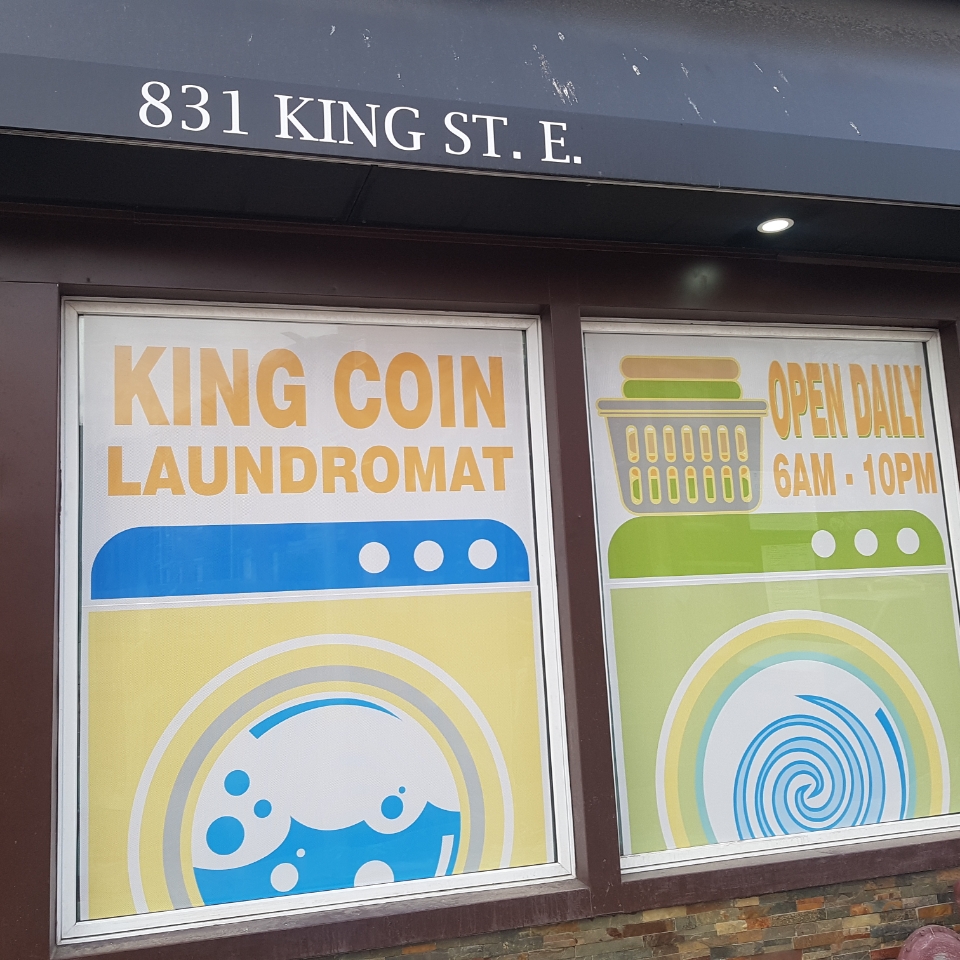 831 KING ST. E.
KING COIN
LAUNDROMAT
OPEN DAILY
6AM - 10PM